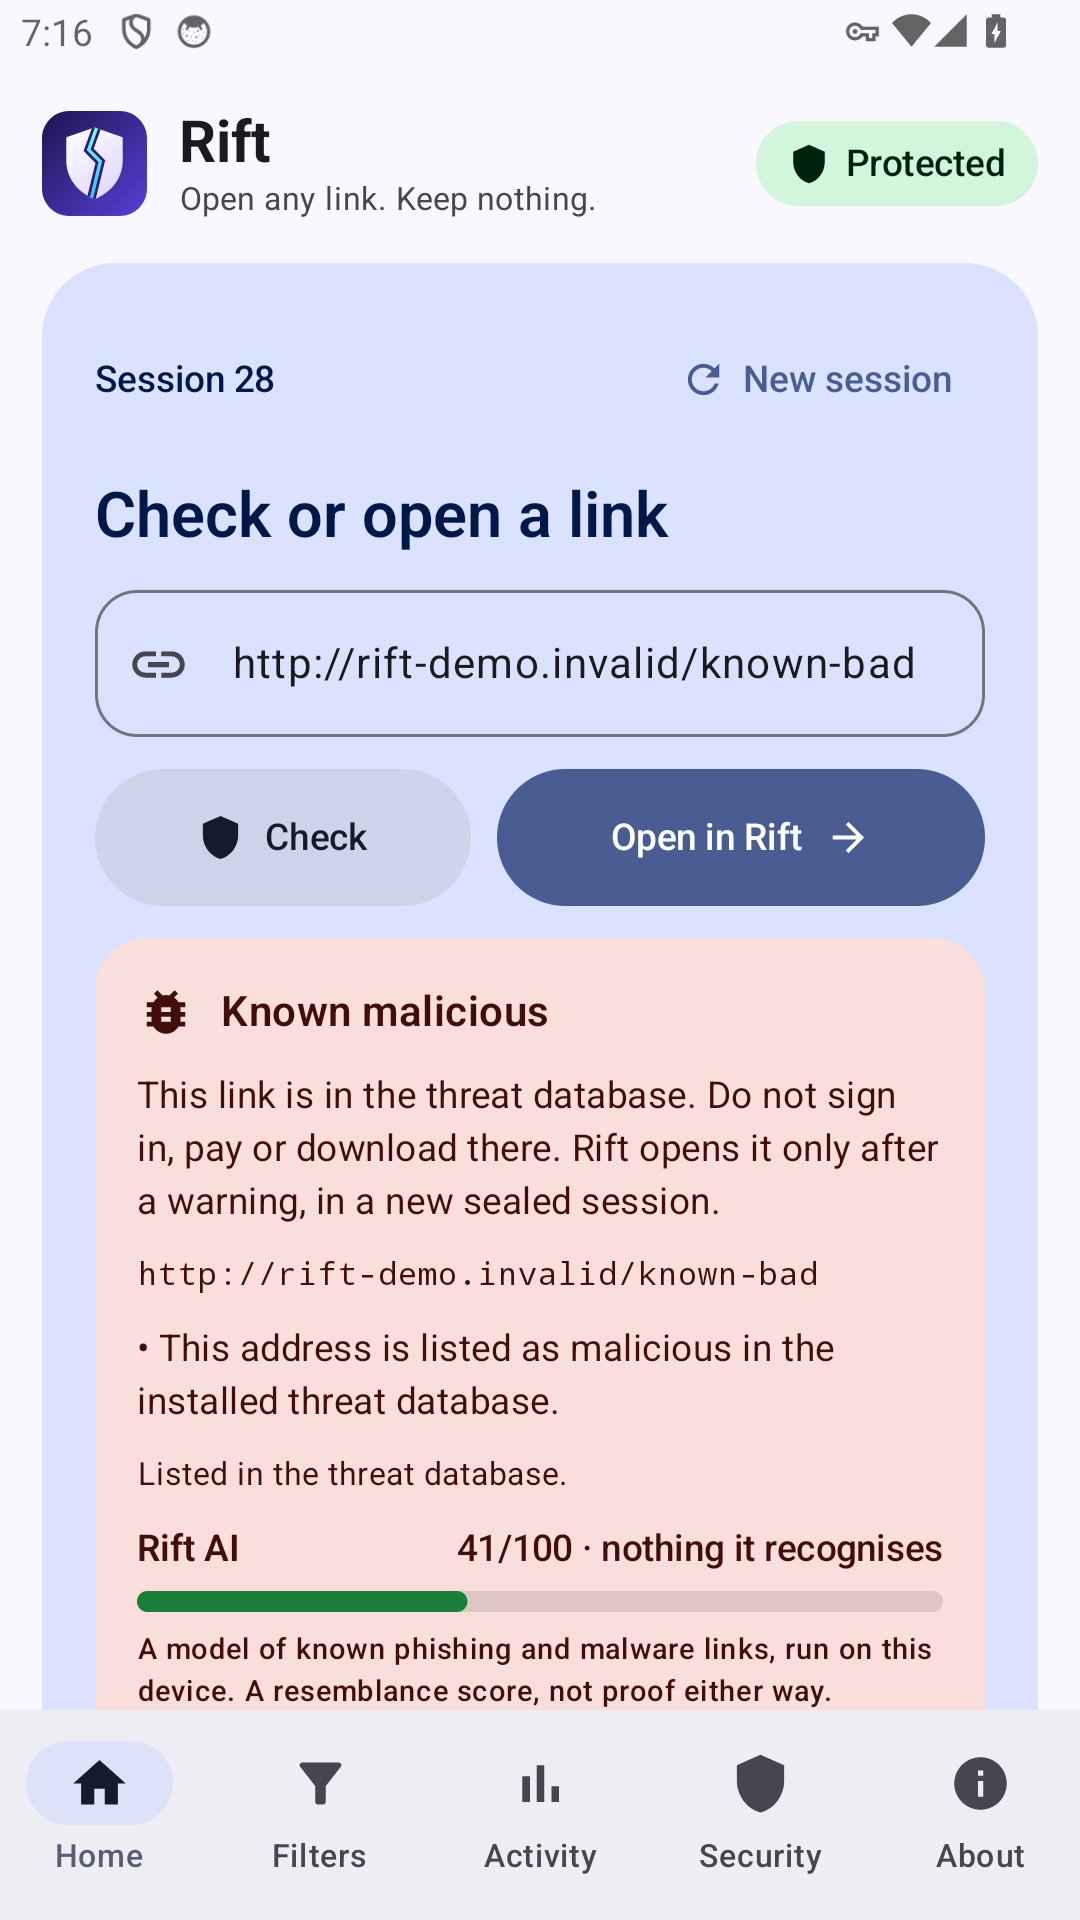 7:16
Rift
Open any link. Keep nothing.
Protected
Session 28
New session
Check or open a link
http://rift-demo.invalid/known-bad
Check
Open in Rift
Known malicious
This link is in the threat database. Do not sign
in, pay or download there. Rift opens it only after
a warning, in a new sealed session.
http://rift-demo.invalid/known-bad
• This address is listed as malicious in the
installed threat database.
Listed in the threat database.
Rift AI
41/100 · nothing it recognises
A model of known phishing and malware links, run on this
device. A resemblance score, not proof either way.
Home
Filters
Activity
Security
About